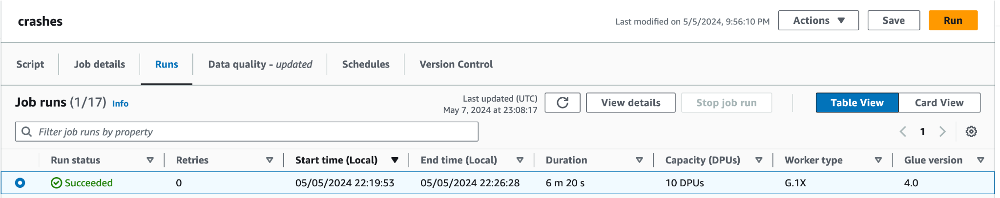 crashes
Last modified on 5/5/2024, 9:56:10 PM
Actions
Save
Run
Script
Job details
Runs
Data quality - updated
Schedules
Version Control
Job runs (1/17) Info
Last updated (UTC)
May 7, 2024 at 23:08:17
View details
Stop job run
Table View
Card View
Filter job runs by property
1
Run status Retries Start time (Local) End time (Local) Duration Capacity (DPUs) Worker type Glue version
Succeeded 0 05/05/2024 22:19:53 05/05/2024 22:26:28 6 m 20 s 10 DPUs G.1X 4.0